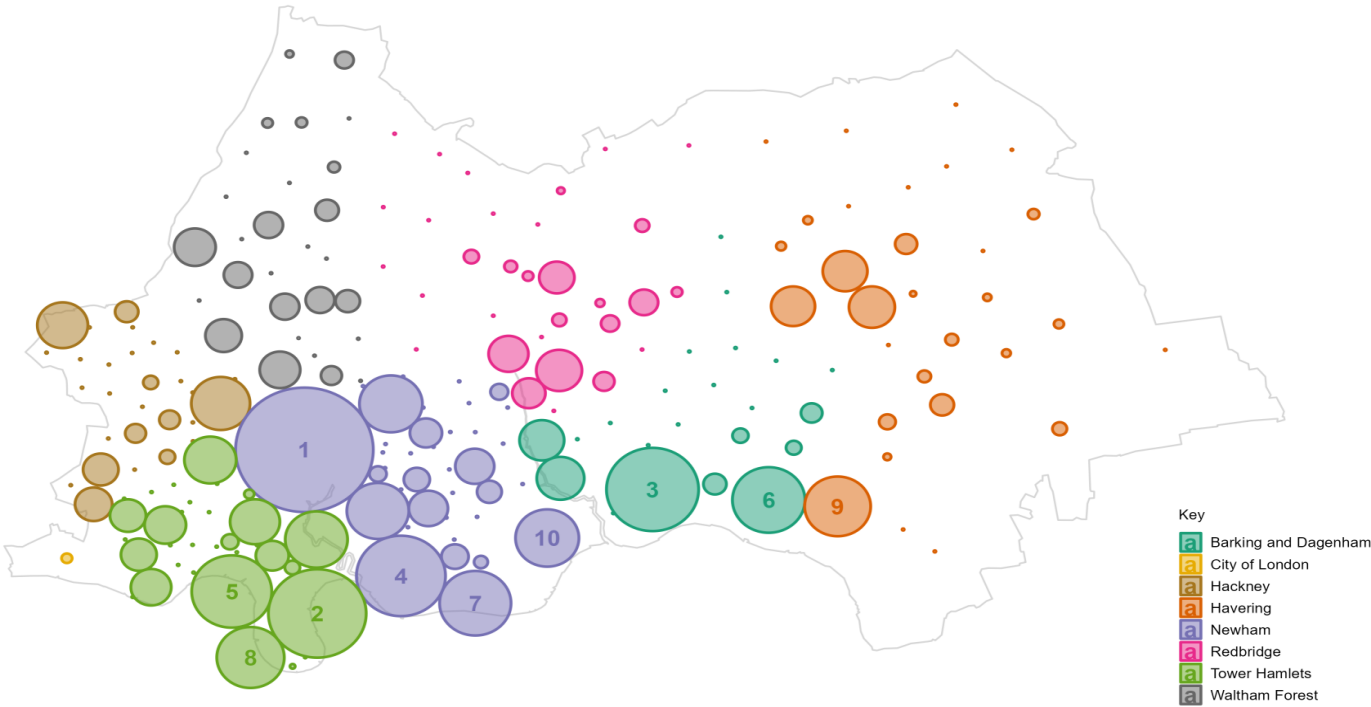 1
3
6
9
10
4
7
5
2
8
Key
a Barking and Dagenham
a City of London
a Hackney
a Havering
a Newham
a Redbridge
a Tower Hamlets
a Waltham Forest